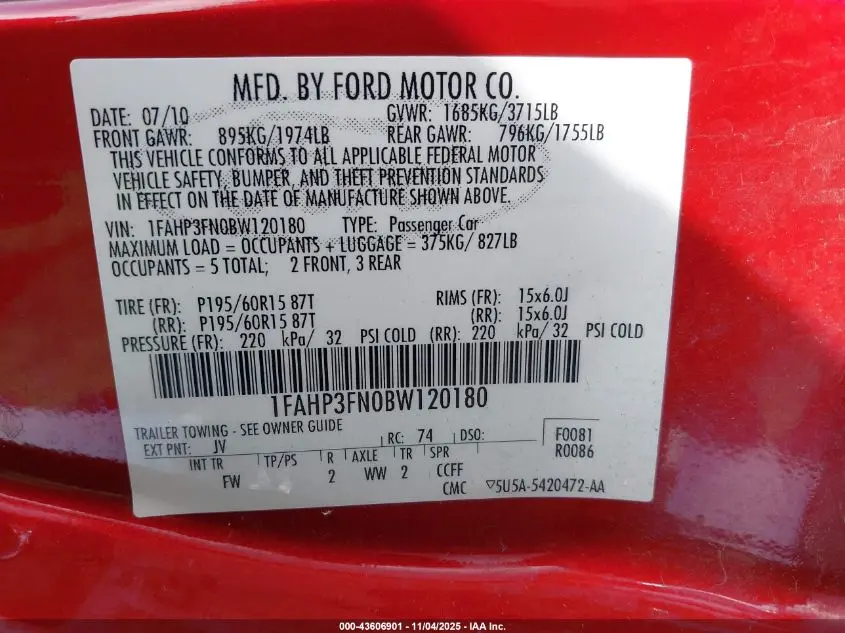 MFD. BY FORD MOTOR CO.
DATE: 07/10 GVWR: 1685KG/3715LB
FRONT GAWR: 895KG/1974LB REAR GAWR: 796KG/1755LB
THIS VEHICLE CONFORMS TO ALL APPLICABLE FEDERAL MOTOR
VEHICLE SAFETY, BUMPER, AND THEFT PREVENTION STANDARDS
IN EFFECT ON THE DATE OF MANUFACTURE SHOWN ABOVE.
VIN: 1FAHP3FN0BW120180 TYPE: Passenger Car
MAXIMUM LOAD = OCCUPANTS + LUGGAGE = 375KG/ 827LB
OCCUPANTS = 5 TOTAL; 2 FRONT, 3 REAR
TIRE (FR): P195/60R15 87T RIMS (FR): 15x6.0J
(RR): P195/60R15 87T (RR): 15x6.0J
PRESSURE (FR): 220 kPa/ 32 PSI COLD (RR): 220 kPa/ 32 PSI COLD
1FAHP3FN0BW120180
TRAILER TOWING - SEE OWNER GUIDE
EXT PNT: JV RC: 74 DSO: F0081
R0086
INT TR TP/PS R AXLE TR SPR
FW 2 WW 2 CCFF
CMC ▽5U5A-5420472-AA
000-43606901 - 11/04/2025 - IAA Inc.